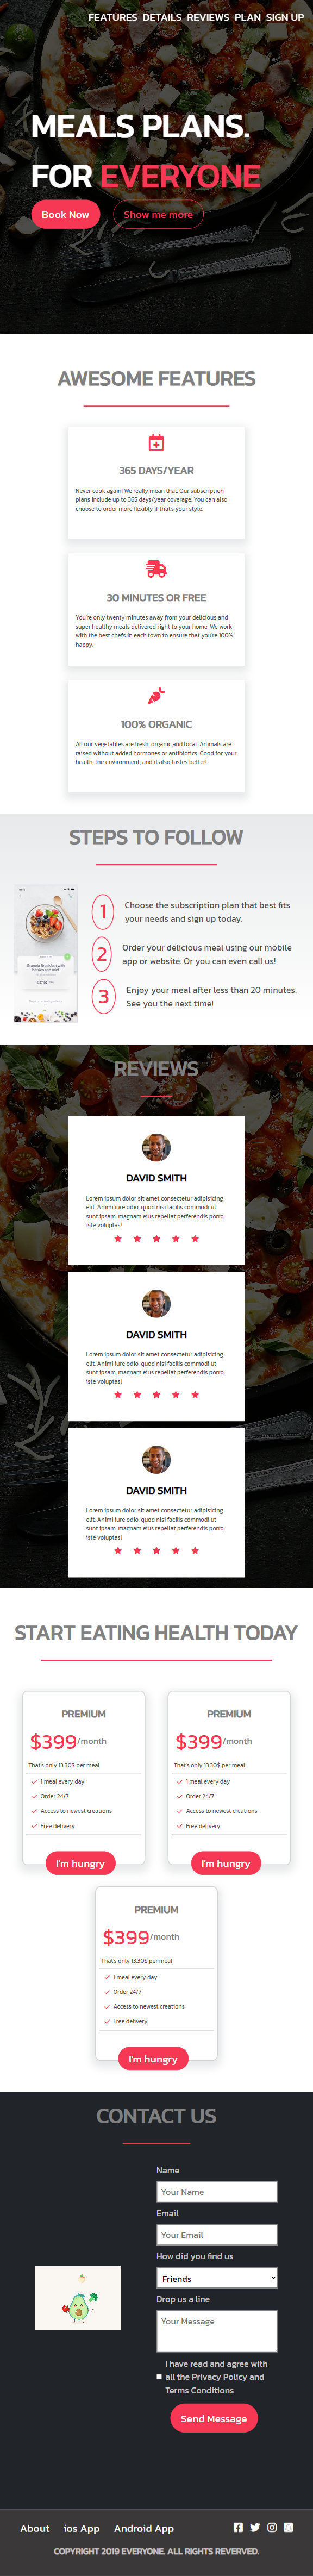 FEATURES DETAILS REVIEWS PLAN SIGN UP
MEALS PLANS.
FOR EVERYONE
Book Now
Show me more
AWESOME FEATURES
365 DAYS/YEAR
Never cook again! We really mean that. Our subscription
plans include up to 365 days/year coverage. You can also
choose to order more flexibly if that's your style.
30 MINUTES OR FREE
You're only twenty minutes away from your delicious and
super healthy meals delivered right to your home. We work
with the best chefs in each town to ensure that you're 100%
happy.
100% ORGANIC
All our vegetables are fresh, organic and local. Animals are
raised without added hormones or antibiotics. Good for your
health, the environment, and it also tastes better!
STEPS TO FOLLOW
1
Choose the subscription plan that best fits
your needs and sign up today.
2
Order your delicious meal using our mobile
app or website. Or you can even call us!
3
Enjoy your meal after less than 20 minutes.
See you the next time!
REVIEWS
DAVID SMITH
Lorem ipsum dolor sit amet consectetur adipisicing
elit. Animi iure odio, quod nisi facilis commodi ut
sunt ipsam, magnam eius repellat perferendis porro,
iste voluptas!
DAVID SMITH
Lorem ipsum dolor sit amet consectetur adipisicing
elit. Animi iure odio, quod nisi facilis commodi ut
sunt ipsam, magnam eius repellat perferendis porro,
iste voluptas!
DAVID SMITH
Lorem ipsum dolor sit amet consectetur adipisicing
elit. Animi iure odio, quod nisi facilis commodi ut
sunt ipsam, magnam eius repellat perferendis porro,
iste voluptas!
START EATING HEALTH TODAY
PREMIUM
$399/month
That's only 13.30$ per meal
1 meal every day
Order 24/7
Access to newest creations
Free delivery
I'm hungry
PREMIUM
$399/month
That's only 13.30$ per meal
1 meal every day
Order 24/7
Access to newest creations
Free delivery
I'm hungry
PREMIUM
$399/month
That's only 13.30$ per meal
1 meal every day
Order 24/7
Access to newest creations
Free delivery
I'm hungry
CONTACT US
Name
Your Name
Email
Your Email
How did you find us
Friends
Drop us a line
Your Message
I have read and agree with
all the Privacy Policy and
Terms Conditions
Send Message
About ios App Android App
COPYRIGHT 2019 EVERYONE. ALL RIGHTS REVERVED.